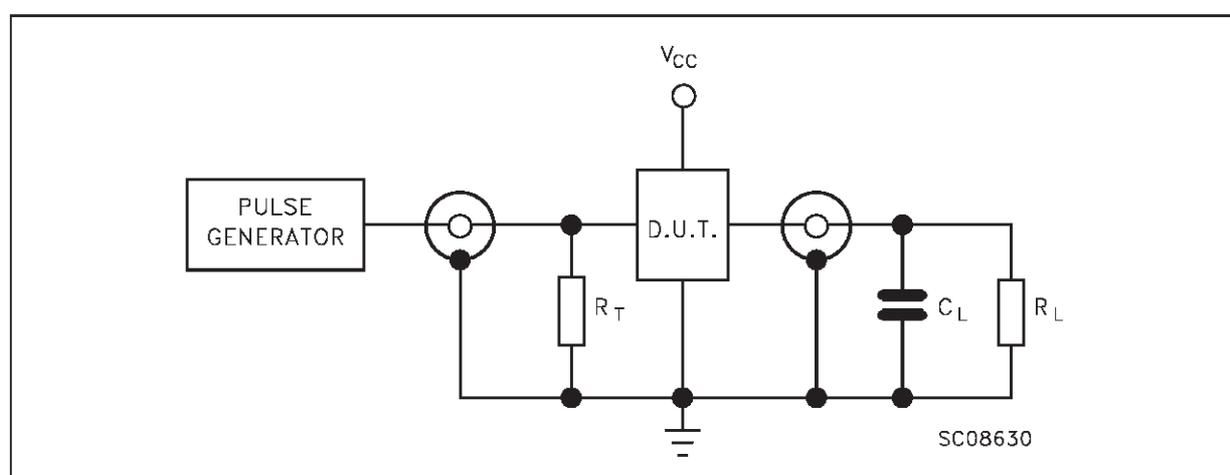 VCC
PULSE
GENERATOR
D.U.T.
RT
CL
RL
SC08630